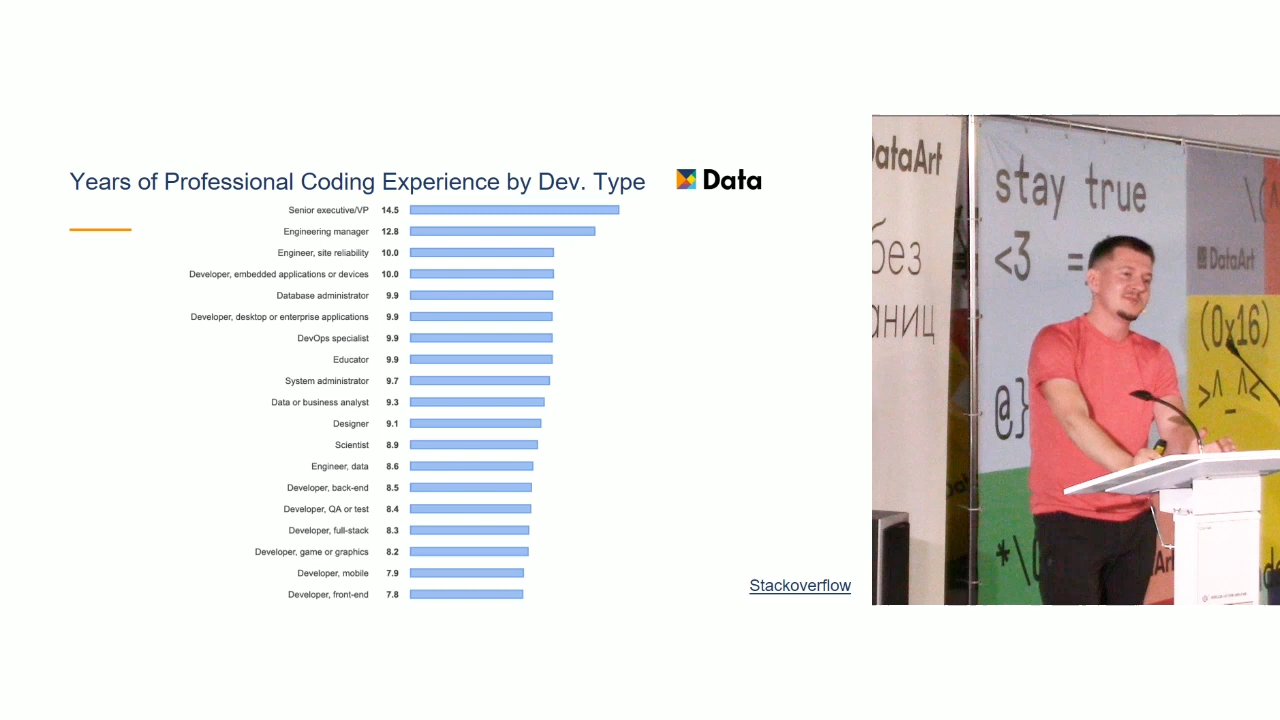 Years of Professional Coding Experience by Dev. Type
Data
Senior executive/VP 14.5
Engineering manager 12.8
Engineer, site reliability 10.0
Developer, embedded applications or devices 10.0
Database administrator 9.9
Developer, desktop or enterprise applications 9.9
DevOps specialist 9.9
Educator 9.9
System administrator 9.7
Data or business analyst 9.3
Designer 9.1
Scientist 8.9
Engineer, data 8.6
Developer, back-end 8.5
Developer, QA or test 8.4
Developer, full-stack 8.3
Developer, game or graphics 8.2
Developer, mobile 7.9
Developer, front-end 7.8
Stackoverflow
DataArt
без
аниц
stay true
<3 =
@}
*\
DataArt
(0x16)
>^_^<